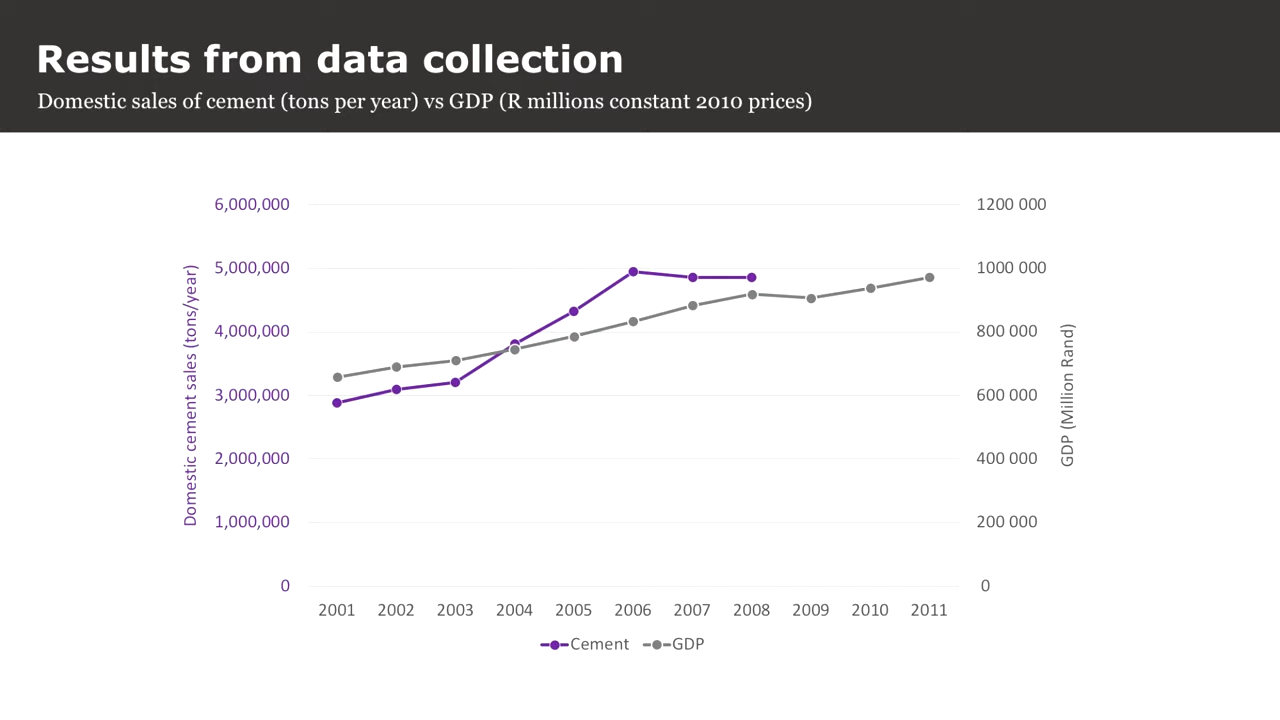 Results from data collection
Domestic sales of cement (tons per year) vs GDP (R millions constant 2010 prices)
6,000,000
5,000,000
4,000,000
3,000,000
2,000,000
1,000,000
0
Domestic cement sales (tons/year)
1200 000
1000 000
800 000
600 000
400 000
200 000
0
GDP (Million Rand)
2001 2002 2003 2004 2005 2006 2007 2008 2009 2010 2011
Cement GDP